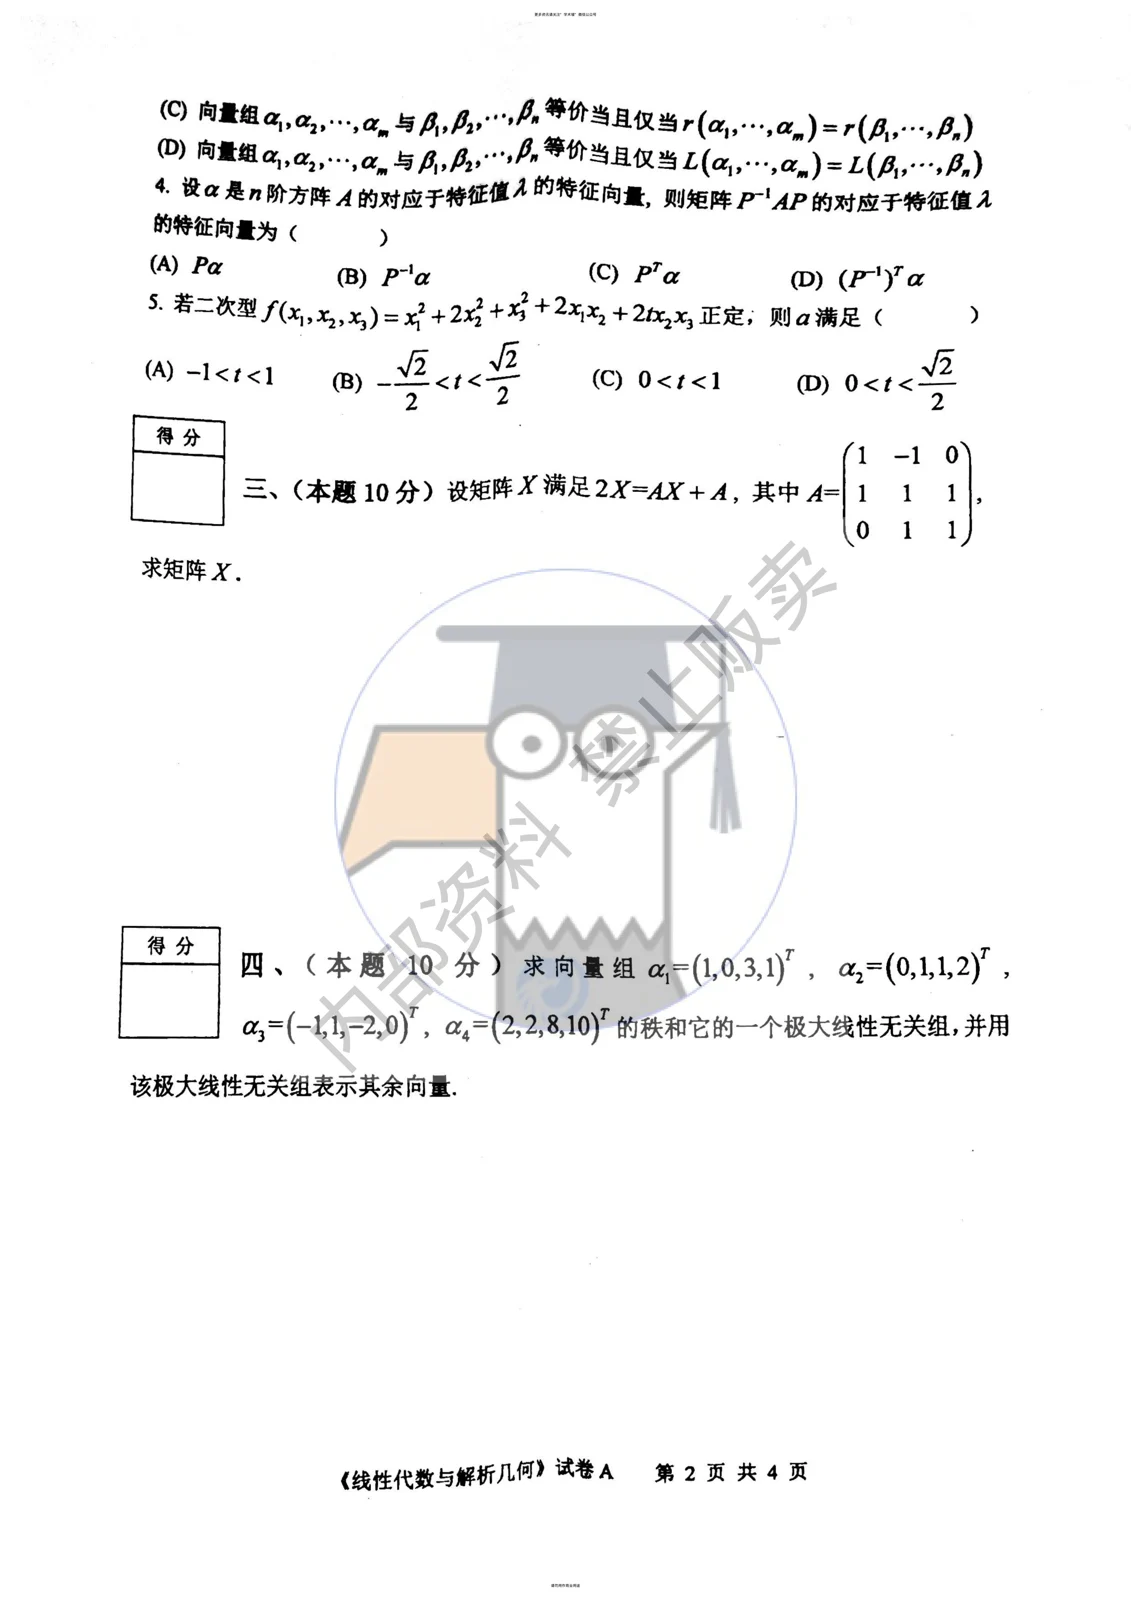 (C) 向量组α₁,α₂,⋯,αₘ与β₁,β₂,⋯,βₙ等价当且仅当r(α₁,⋯,αₘ)=r(β₁,⋯,βₙ)
(D) 向量组α₁,α₂,⋯,αₘ与β₁,β₂,⋯,βₙ等价当且仅当L(α₁,⋯,αₘ)=L(β₁,⋯,βₙ)
4. 设α是n阶方阵A的对应于特征值λ的特征向量, 则矩阵P⁻¹AP的对应于特征值λ
的特征向量为（ ）
(A) Pα (B) P⁻¹α (C) Pᵀα (D) (P⁻¹)ᵀα
5. 若二次型f(x₁,x₂,x₃)=x₁²+2x₂²+x₃²+2x₁x₂+2tx₂x₃正定, 则a满足（ ）
(A) −1<t<1 (B) −√2/2<t<√2/2 (C) 0<t<1 (D) 0<t<√2/2
得 分
三、（本题 10 分）设矩阵X满足2X=AX+A, 其中A=(1 −1 0; 1 1 1; 0 1 1),
求矩阵X.
内部资料 禁止贩卖
得 分
四、（本题 10 分）求向量组α₁=(1,0,3,1)ᵀ, α₂=(0,1,1,2)ᵀ,
α₃=(−1,1,−2,0)ᵀ, α₄=(2,2,8,10)ᵀ的秩和它的一个极大线性无关组,并用
该极大线性无关组表示其余向量.
《线性代数与解析几何》试卷 A 第 2 页 共 4 页